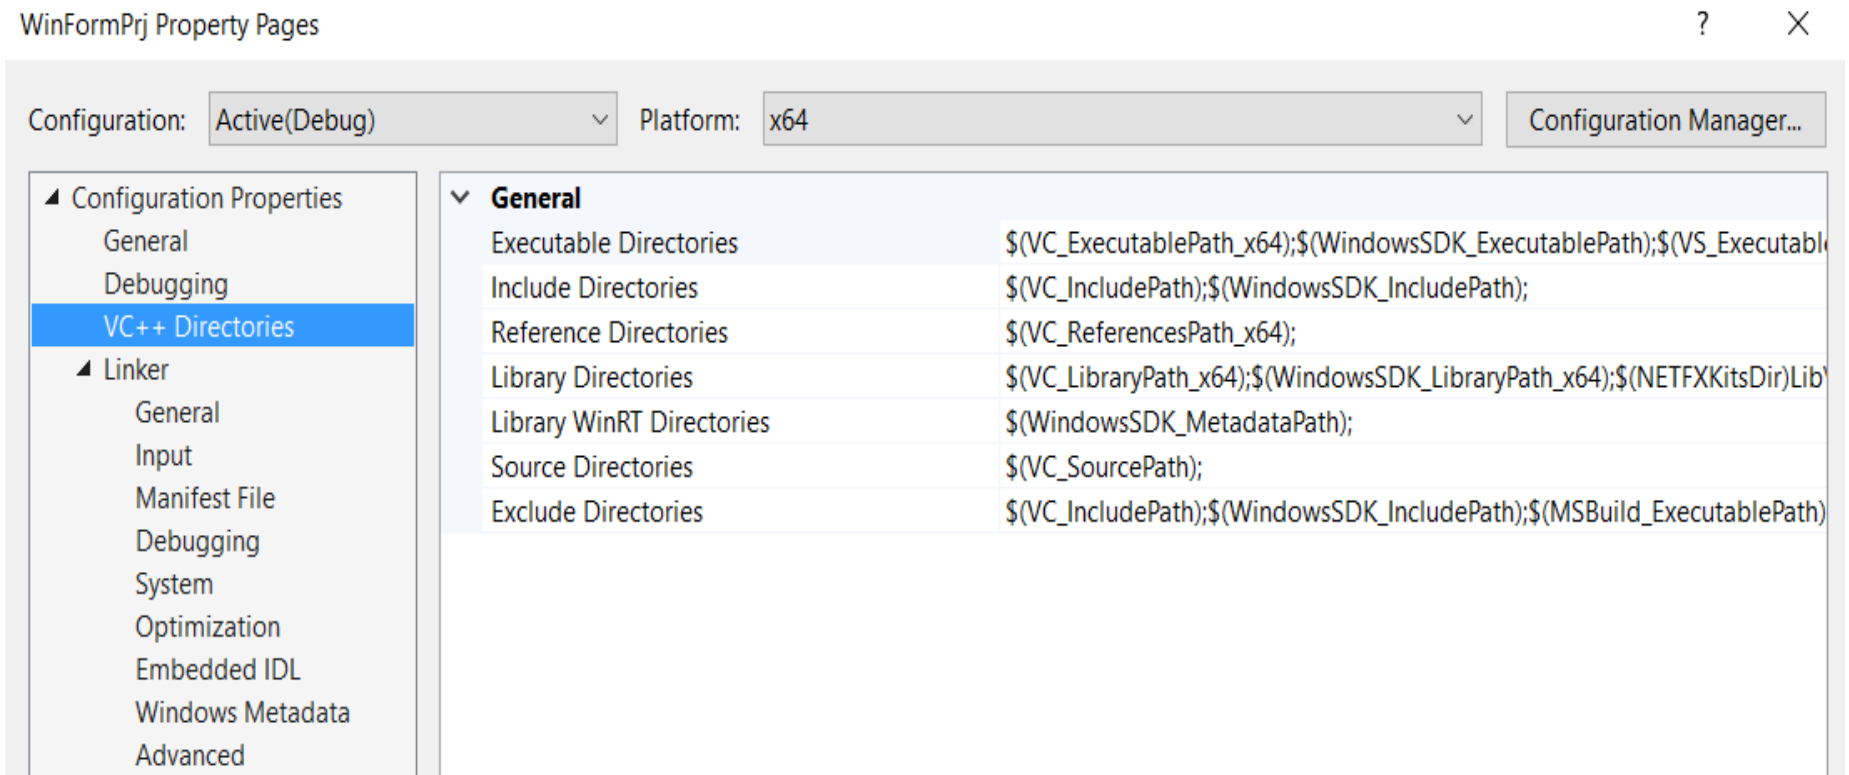 WinFormPrj Property Pages
?
Configuration: Active(Debug) Platform: x64 Configuration Manager...
Configuration Properties
General
Debugging
VC++ Directories
Linker
General
Input
Manifest File
Debugging
System
Optimization
Embedded IDL
Windows Metadata
Advanced
General
Executable Directories $(VC_ExecutablePath_x64);$(WindowsSDK_ExecutablePath);$(VS_Executabl
Include Directories $(VC_IncludePath);$(WindowsSDK_IncludePath);
Reference Directories $(VC_ReferencesPath_x64);
Library Directories $(VC_LibraryPath_x64);$(WindowsSDK_LibraryPath_x64);$(NETFXKitsDir)Lib\
Library WinRT Directories $(WindowsSDK_MetadataPath);
Source Directories $(VC_SourcePath);
Exclude Directories $(VC_IncludePath);$(WindowsSDK_IncludePath);$(MSBuild_ExecutablePath)